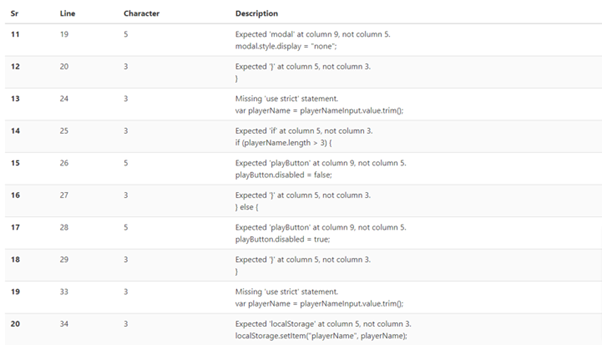 Sr Line Character Description
11 19 5 Expected 'modal' at column 9, not column 5.
modal.style.display = "none";
12 20 3 Expected '}' at column 5, not column 3.
}
13 24 3 Missing 'use strict' statement.
var playerName = playerNameInput.value.trim();
14 25 3 Expected 'if' at column 5, not column 3.
if (playerName.length > 3) {
15 26 5 Expected 'playButton' at column 9, not column 5.
playButton.disabled = false;
16 27 3 Expected '}' at column 5, not column 3.
} else {
17 28 5 Expected 'playButton' at column 9, not column 5.
playButton.disabled = true;
18 29 3 Expected '}' at column 5, not column 3.
}
19 33 3 Missing 'use strict' statement.
var playerName = playerNameInput.value.trim();
20 34 3 Expected 'localStorage' at column 5, not column 3.
localStorage.setItem("playerName", playerName);